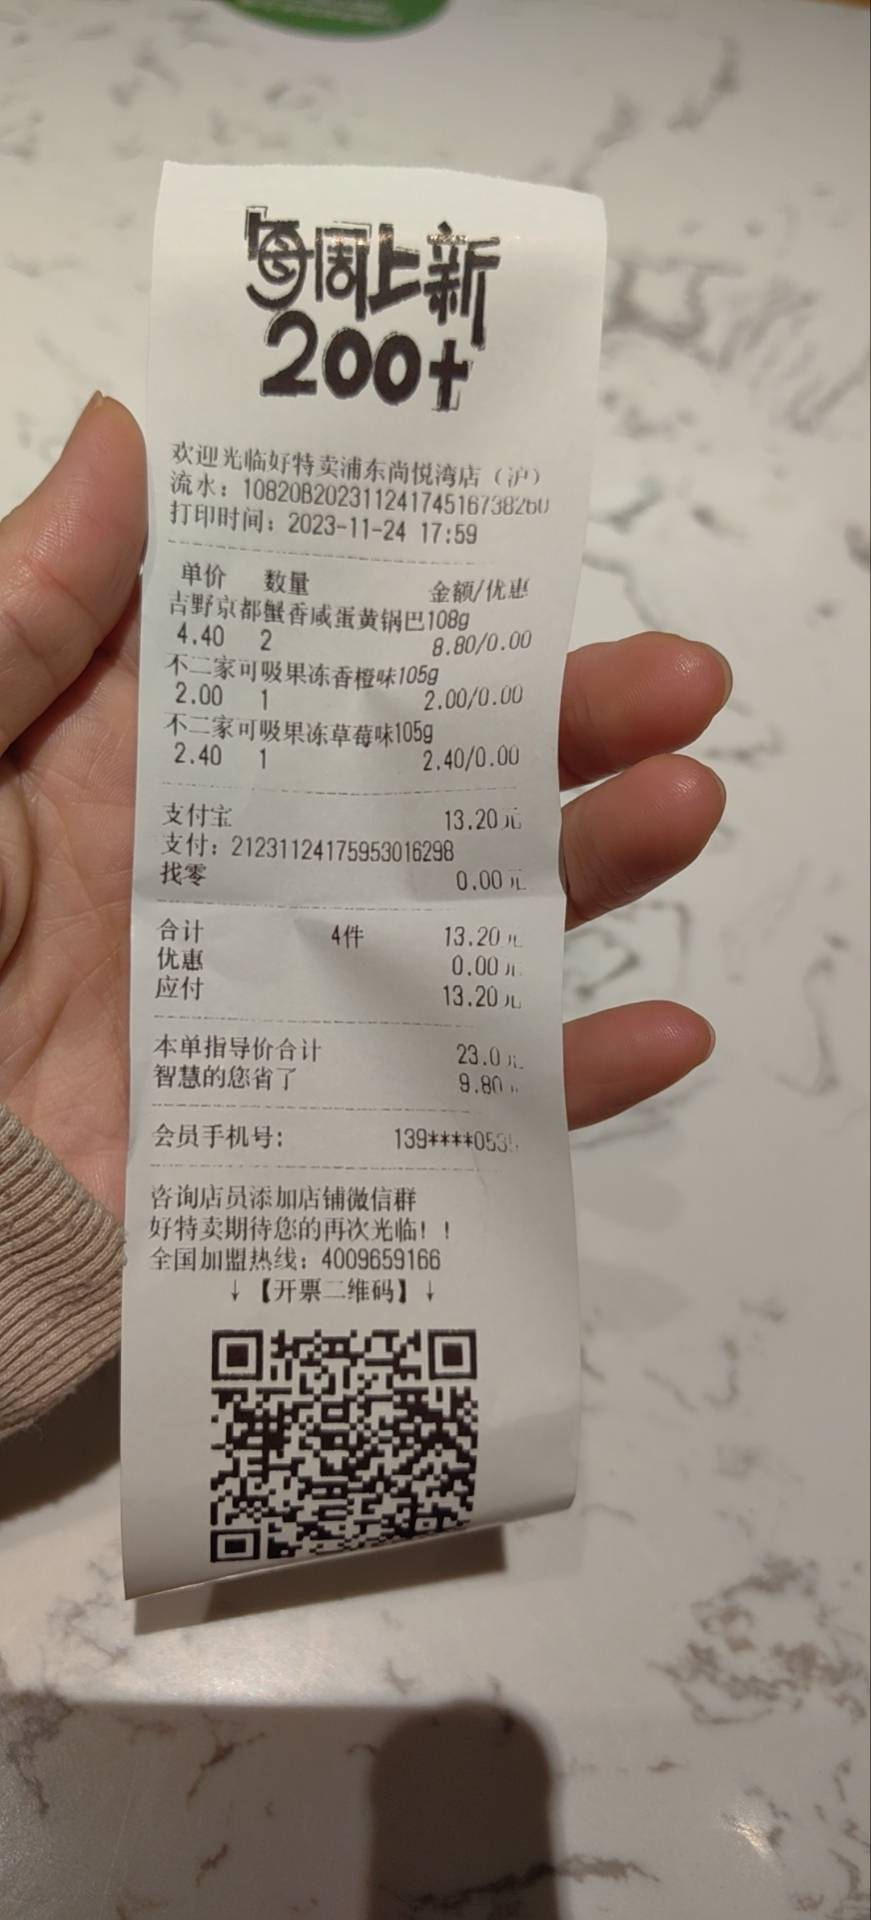 每周上新
200+
欢迎光临好特卖浦东尚悦湾店（沪）
流水：10820B2023112417451673826U
打印时间：2023-11-24 17:59
单价 数量 金额/优惠
吉野京都蟹香咸蛋黄锅巴108g
4.40 2 8.80/0.00
不二家可吸果冻香橙味105g
2.00 1 2.00/0.00
不二家可吸果冻草莓味105g
2.40 1 2.40/0.00
支付宝 13.20元
支付：21231124175953016298
找零 0.00元
合计 4件 13.20元
优惠 0.00元
应付 13.20元
本单指导价合计 23.0元
智慧的您省了 9.80
会员手机号： 139****053
咨询店员添加店铺微信群
好特卖期待您的再次光临！！
全国加盟热线：4009659166
↓【开票二维码】↓